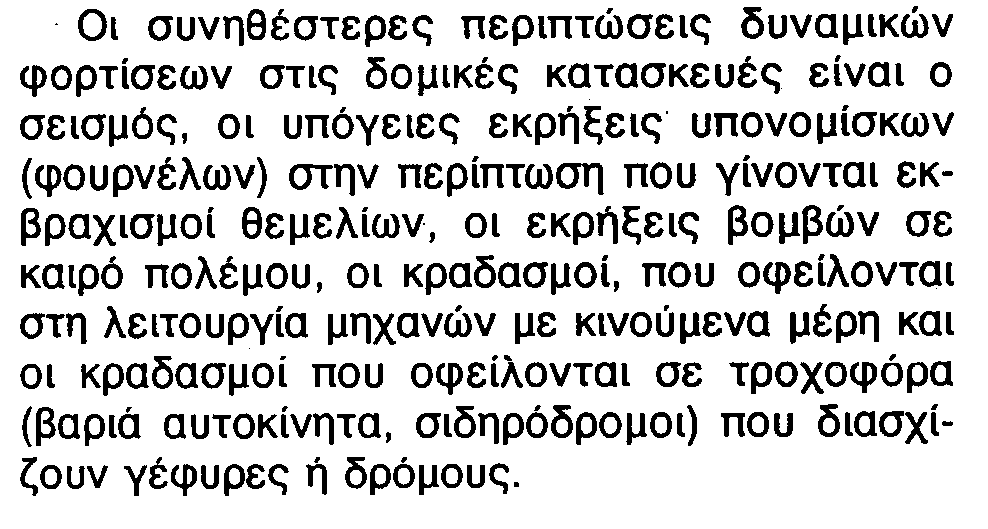 Οι συνηθέστερες περιπτώσεις δυναμικών
φορτίσεων στις δομικές κατασκευές είναι ο
σεισμός, οι υπόγειες εκρήξεις υπονομίσκων
(φουρνέλων) στην περίπτωση που γίνονται εκ-
βραχισμοί θεμελίων, οι εκρήξεις βομβών σε
καιρό πολέμου, οι κραδασμοί, που οφείλονται
στη λειτουργία μηχανών με κινούμενα μέρη και
οι κραδασμοί που οφείλονται σε τροχοφόρα
(βαριά αυτοκίνητα, σιδηρόδρομοι) που διασχί-
ζουν γέφυρες ή δρόμους.